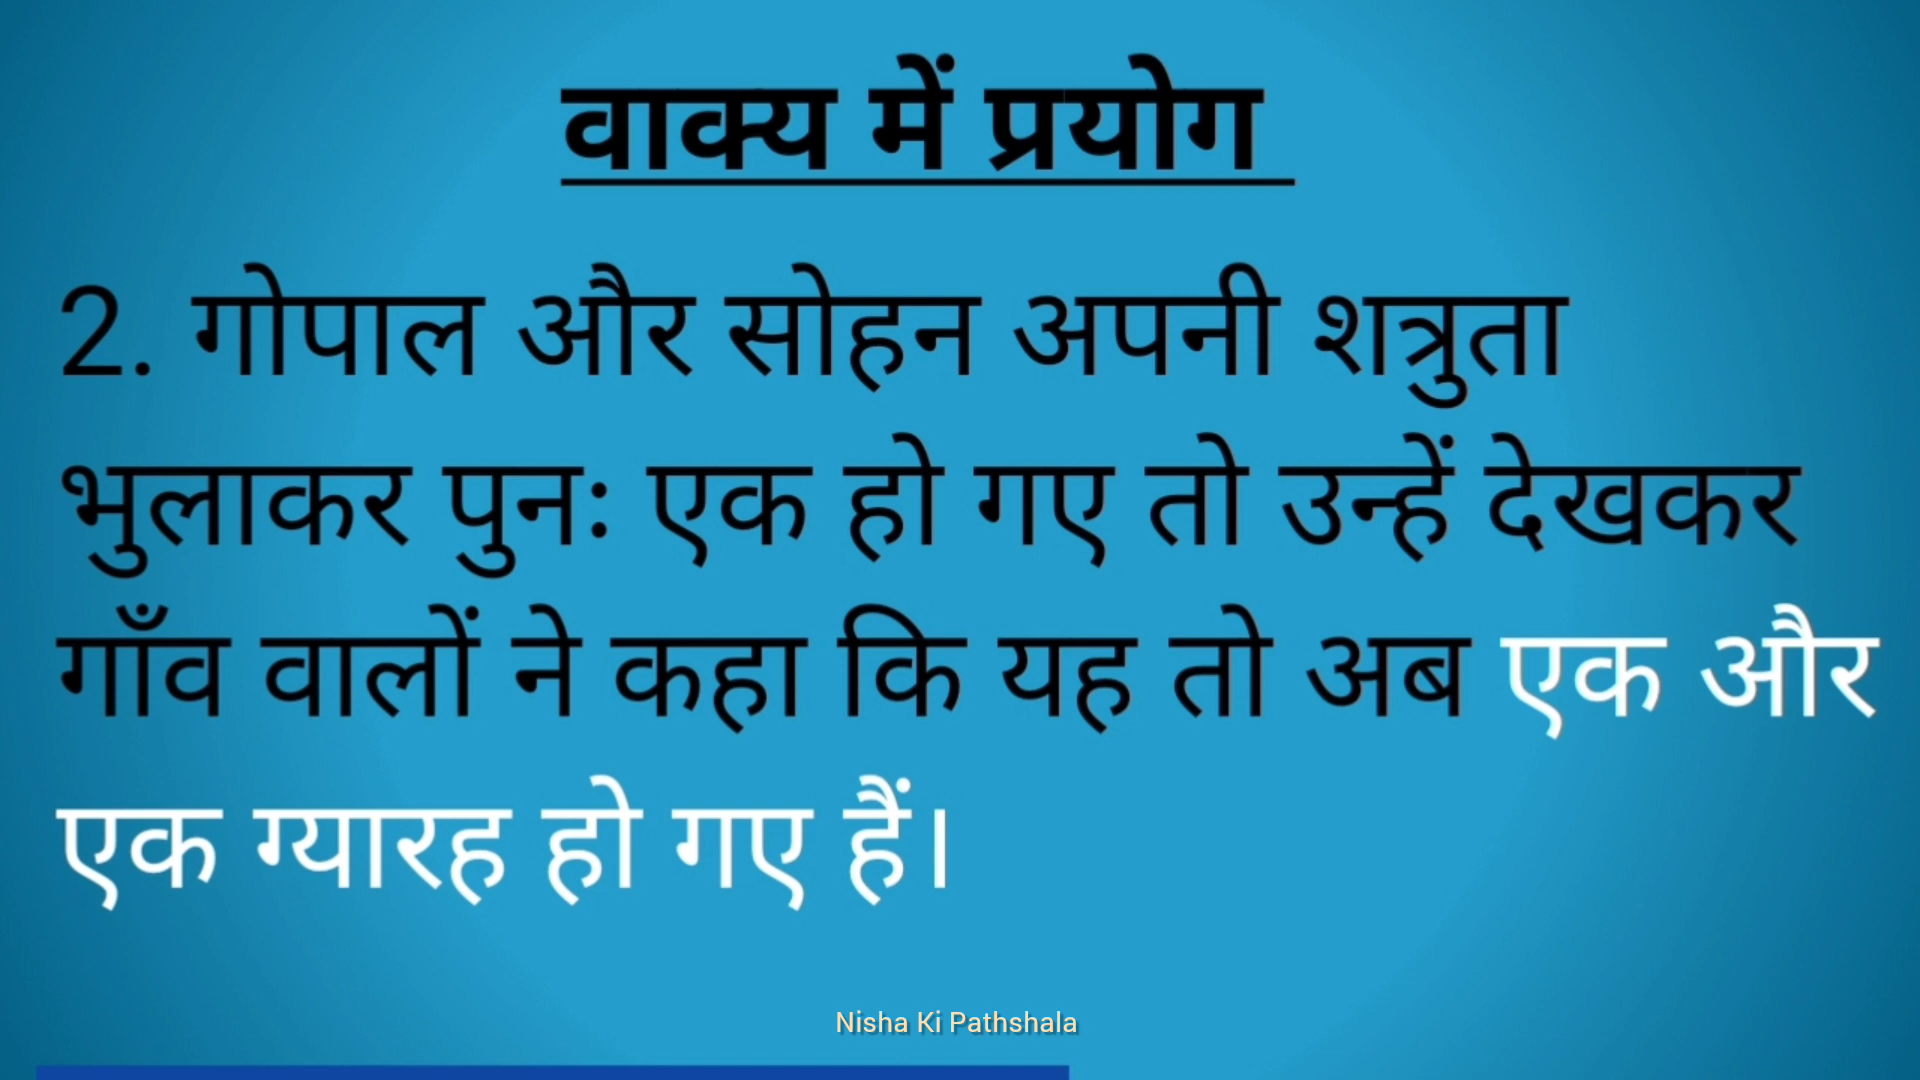 वाक्य में प्रयोग
2. गोपाल और सोहन अपनी शत्रुता
भुलाकर पुनः एक हो गए तो उन्हें देखकर
गाँव वालों ने कहा कि यह तो अब एक और
एक ग्यारह हो गए हैं।
Nisha Ki Pathshala